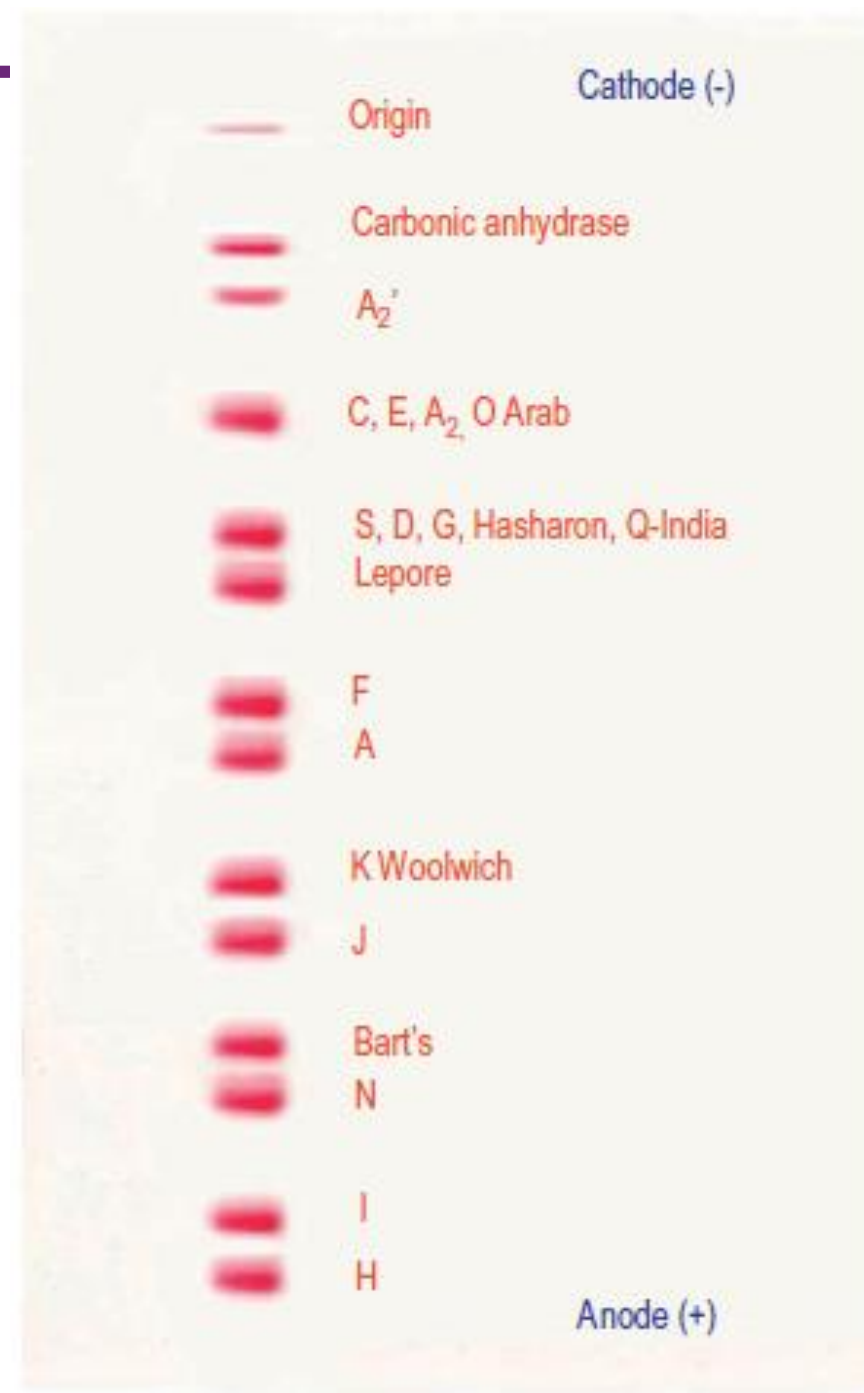 Cathode (-)
Origin
Carbonic anhydrase
A2'
C, E, A2, O Arab
S, D, G, Hasharon, Q-India
Lepore
F
A
K Woolwich
J
Bart's
N
I
H
Anode (+)